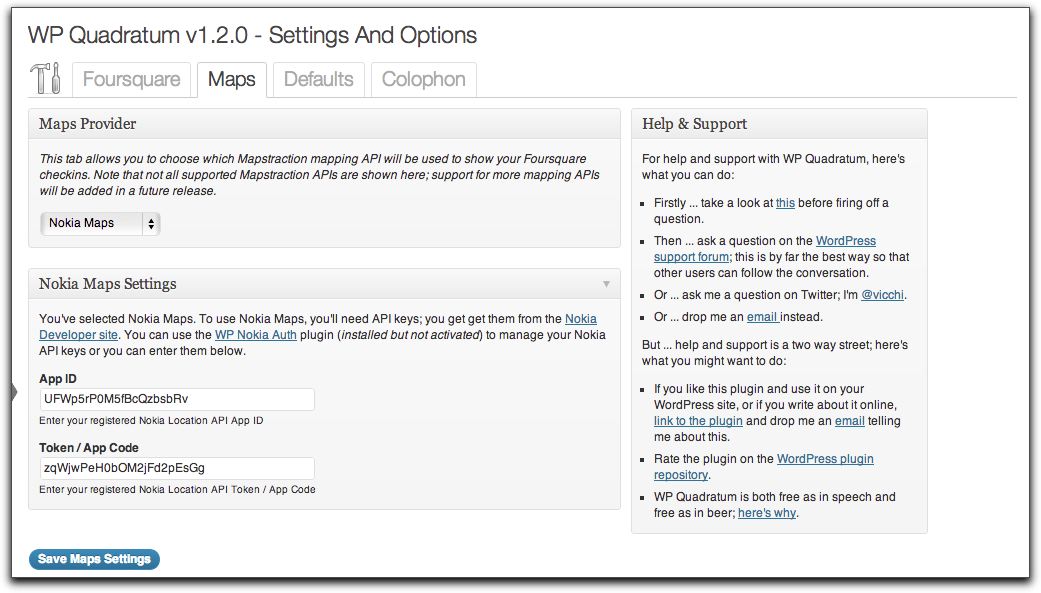 WP Quadratum v1.2.0 - Settings And Options
Foursquare
Maps
Defaults
Colophon
Maps Provider
This tab allows you to choose which Mapstraction mapping API will be used to show your Foursquare
checkins. Note that not all supported Mapstraction APIs are shown here; support for more mapping APIs
will be added in a future release.
Nokia Maps
Nokia Maps Settings
You've selected Nokia Maps. To use Nokia Maps, you'll need API keys; you get get them from the Nokia
Developer site. You can use the WP Nokia Auth plugin (installed but not activated) to manage your Nokia
API keys or you can enter them below.
App ID
UFWp5rP0M5fBcQzbsbRv
Enter your registered Nokia Location API App ID
Token / App Code
zqWjwPeH0bOM2jFd2pEsGg
Enter your registered Nokia Location API Token / App Code
Save Maps Settings
Help & Support
For help and support with WP Quadratum, here's
what you can do:
Firstly ... take a look at this before firing off a
question.
Then ... ask a question on the WordPress
support forum; this is by far the best way so that
other users can follow the conversation.
Or ... ask me a question on Twitter; I'm @vicchi.
Or ... drop me an email instead.
But ... help and support is a two way street; here's
what you might want to do:
If you like this plugin and use it on your
WordPress site, or if you write about it online,
link to the plugin and drop me an email telling
me about this.
Rate the plugin on the WordPress plugin
repository.
WP Quadratum is both free as in speech and
free as in beer; here's why.